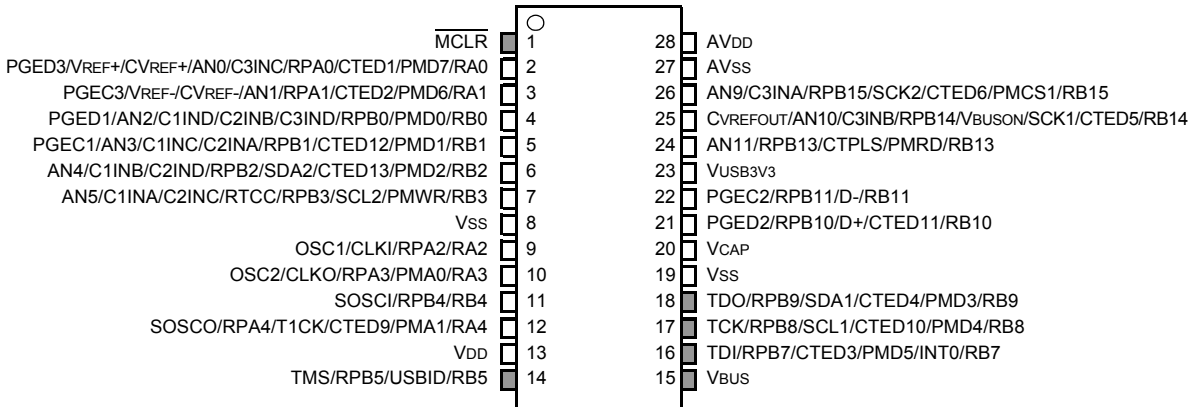 MCLR 1 28 AVDD
PGED3/VREF+/CVREF+/AN0/C3INC/RPA0/CTED1/PMD7/RA0 2 27 AVSS
PGEC3/VREF-/CVREF-/AN1/RPA1/CTED2/PMD6/RA1 3 26 AN9/C3INA/RPB15/SCK2/CTED6/PMCS1/RB15
PGED1/AN2/C1IND/C2INB/C3IND/RPB0/PMD0/RB0 4 25 CVREFOUT/AN10/C3INB/RPB14/VBUSON/SCK1/CTED5/RB14
PGEC1/AN3/C1INC/C2INA/RPB1/CTED12/PMD1/RB1 5 24 AN11/RPB13/CTPLS/PMRD/RB13
AN4/C1INB/C2IND/RPB2/SDA2/CTED13/PMD2/RB2 6 23 VUSB3V3
AN5/C1INA/C2INC/RTCC/RPB3/SCL2/PMWR/RB3 7 22 PGEC2/RPB11/D-/RB11
VSS 8 21 PGED2/RPB10/D+/CTED11/RB10
OSC1/CLKI/RPA2/RA2 9 20 VCAP
OSC2/CLKO/RPA3/PMA0/RA3 10 19 VSS
SOSCI/RPB4/RB4 11 18 TDO/RPB9/SDA1/CTED4/PMD3/RB9
SOSCO/RPA4/T1CK/CTED9/PMA1/RA4 12 17 TCK/RPB8/SCL1/CTED10/PMD4/RB8
VDD 13 16 TDI/RPB7/CTED3/PMD5/INT0/RB7
TMS/RPB5/USBID/RB5 14 15 VBUS